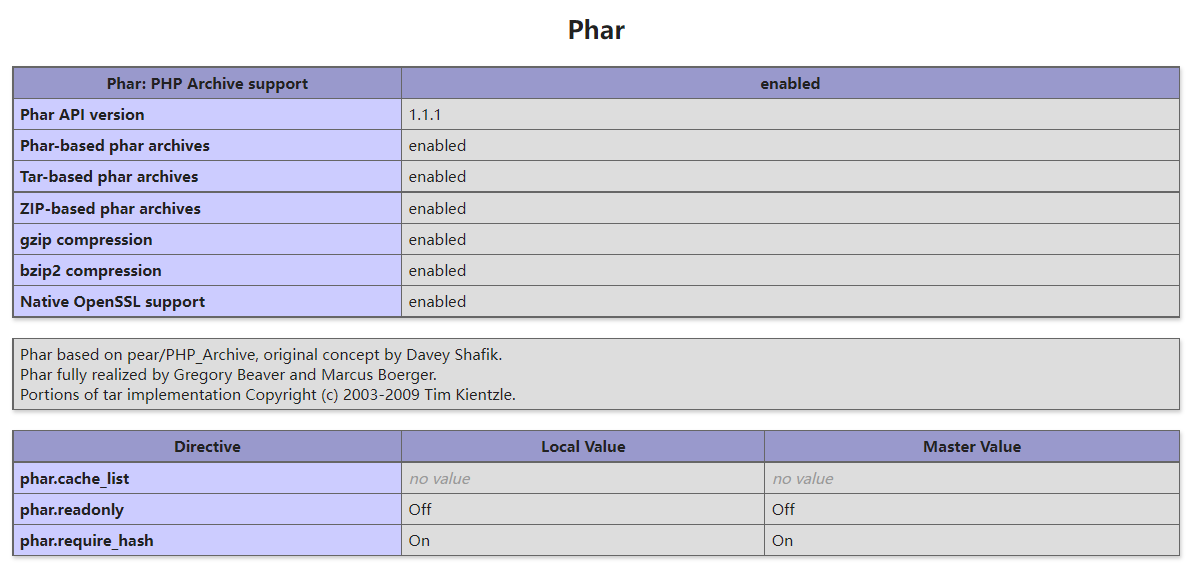 Phar
Phar: PHP Archive support enabled
Phar API version 1.1.1
Phar-based phar archives enabled
Tar-based phar archives enabled
ZIP-based phar archives enabled
gzip compression enabled
bzip2 compression enabled
Native OpenSSL support enabled
Phar based on pear/PHP_Archive, original concept by Davey Shafik.
Phar fully realized by Gregory Beaver and Marcus Boerger.
Portions of tar implementation Copyright (c) 2003-2009 Tim Kientzle.
Directive Local Value Master Value
phar.cache_list no value no value
phar.readonly Off Off
phar.require_hash On On